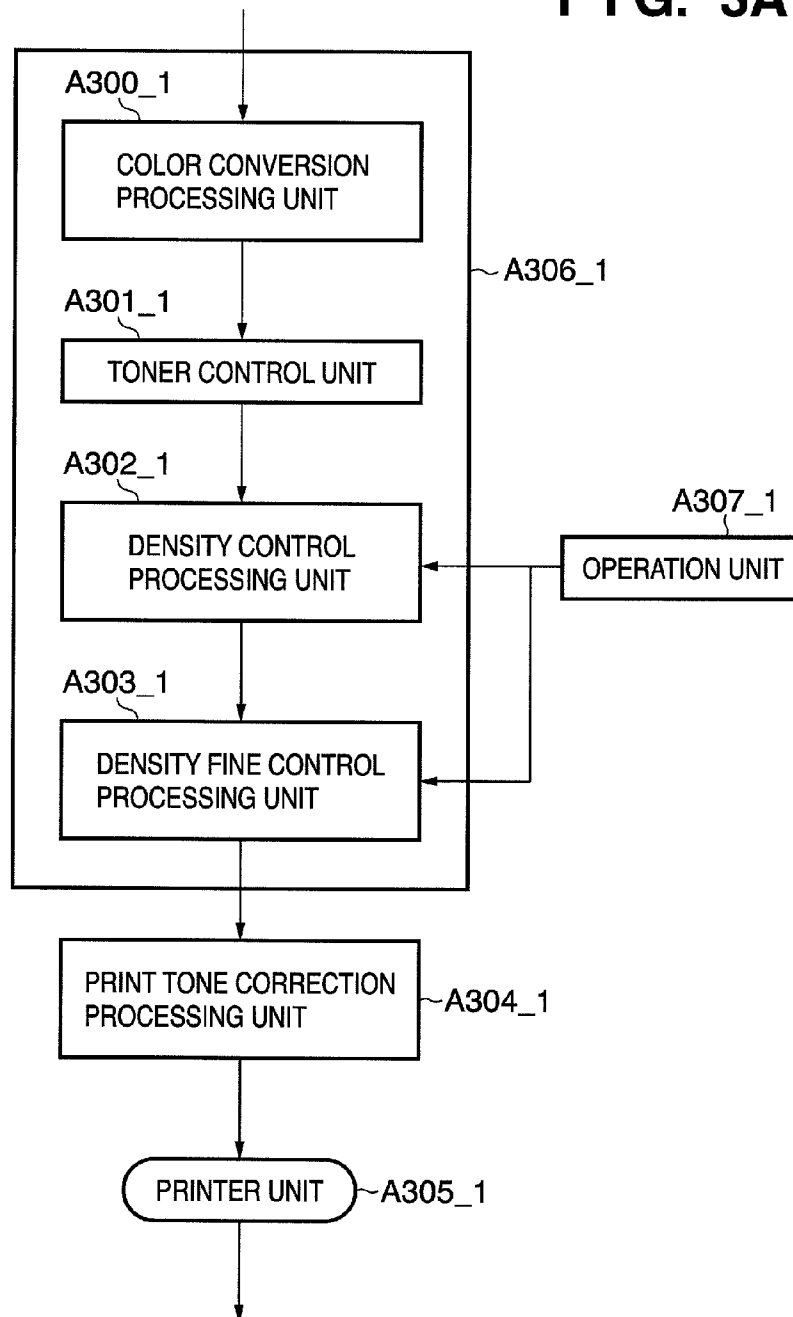 FIG. 3A
A300_1
COLOR CONVERSION
PROCESSING UNIT
A306_1
A301_1
TONER CONTROL UNIT
A302_1
DENSITY CONTROL
PROCESSING UNIT
A307_1
OPERATION UNIT
A303_1
DENSITY FINE CONTROL
PROCESSING UNIT
PRINT TONE CORRECTION
PROCESSING UNIT
A304_1
PRINTER UNIT
A305_1